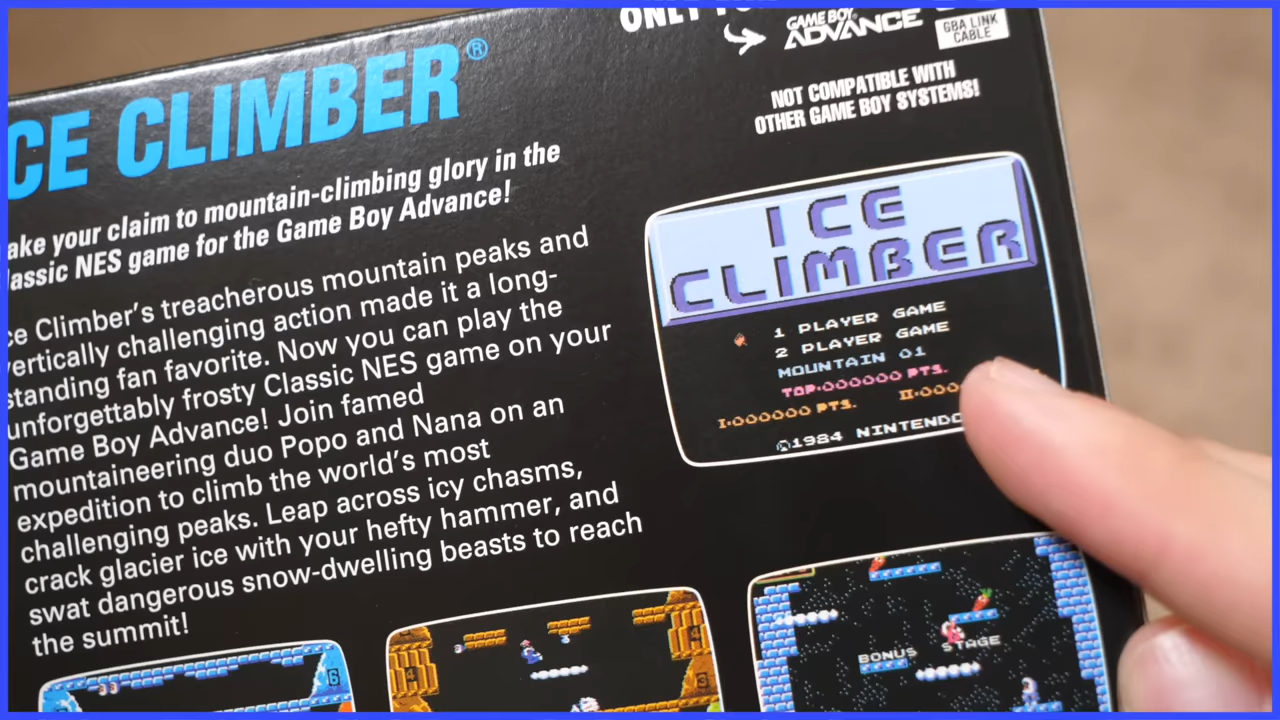 ONLY
GAME BOY
ADVANCE
GBA LINK
CABLE
NOT COMPATIBLE WITH
OTHER GAME BOY SYSTEMS!
CE CLIMBER®
ake your claim to mountain-climbing glory in the
lassic NES game for the Game Boy Advance!
ce Climber's treacherous mountain peaks and
vertically challenging action made it a long-
standing fan favorite. Now you can play the
unforgettably frosty Classic NES game on your
Game Boy Advance! Join famed
mountaineering duo Popo and Nana on an
expedition to climb the world's most
challenging peaks. Leap across icy chasms,
crack glacier ice with your hefty hammer, and
swat dangerous snow-dwelling beasts to reach
the summit!
ICE
CLIMBER
1 PLAYER GAME
2 PLAYER GAME
MOUNTAIN 01
TOP·000000 PTS.
I·000000 PTS. II·000
©1984 NINTENDO
6
4
4
3
BONUS STAGE